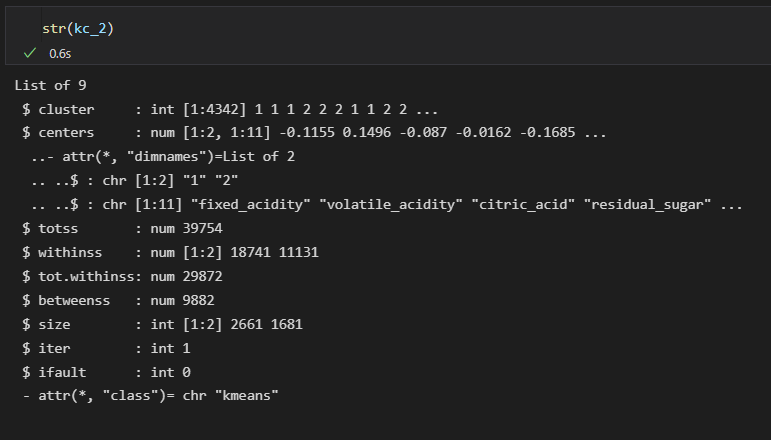 str(kc_2)
✓ 0.6s
List of 9
 $ cluster     : int [1:4342] 1 1 1 2 2 2 1 1 2 2 ...
 $ centers     : num [1:2, 1:11] -0.1155 0.1496 -0.087 -0.0162 -0.1685 ...
  ..- attr(*, "dimnames")=List of 2
  .. ..$ : chr [1:2] "1" "2"
  .. ..$ : chr [1:11] "fixed_acidity" "volatile_acidity" "citric_acid" "residual_sugar" ...
 $ totss       : num 39754
 $ withinss    : num [1:2] 18741 11131
 $ tot.withinss: num 29872
 $ betweenss   : num 9882
 $ size        : int [1:2] 2661 1681
 $ iter        : int 1
 $ ifault      : int 0
 - attr(*, "class")= chr "kmeans"